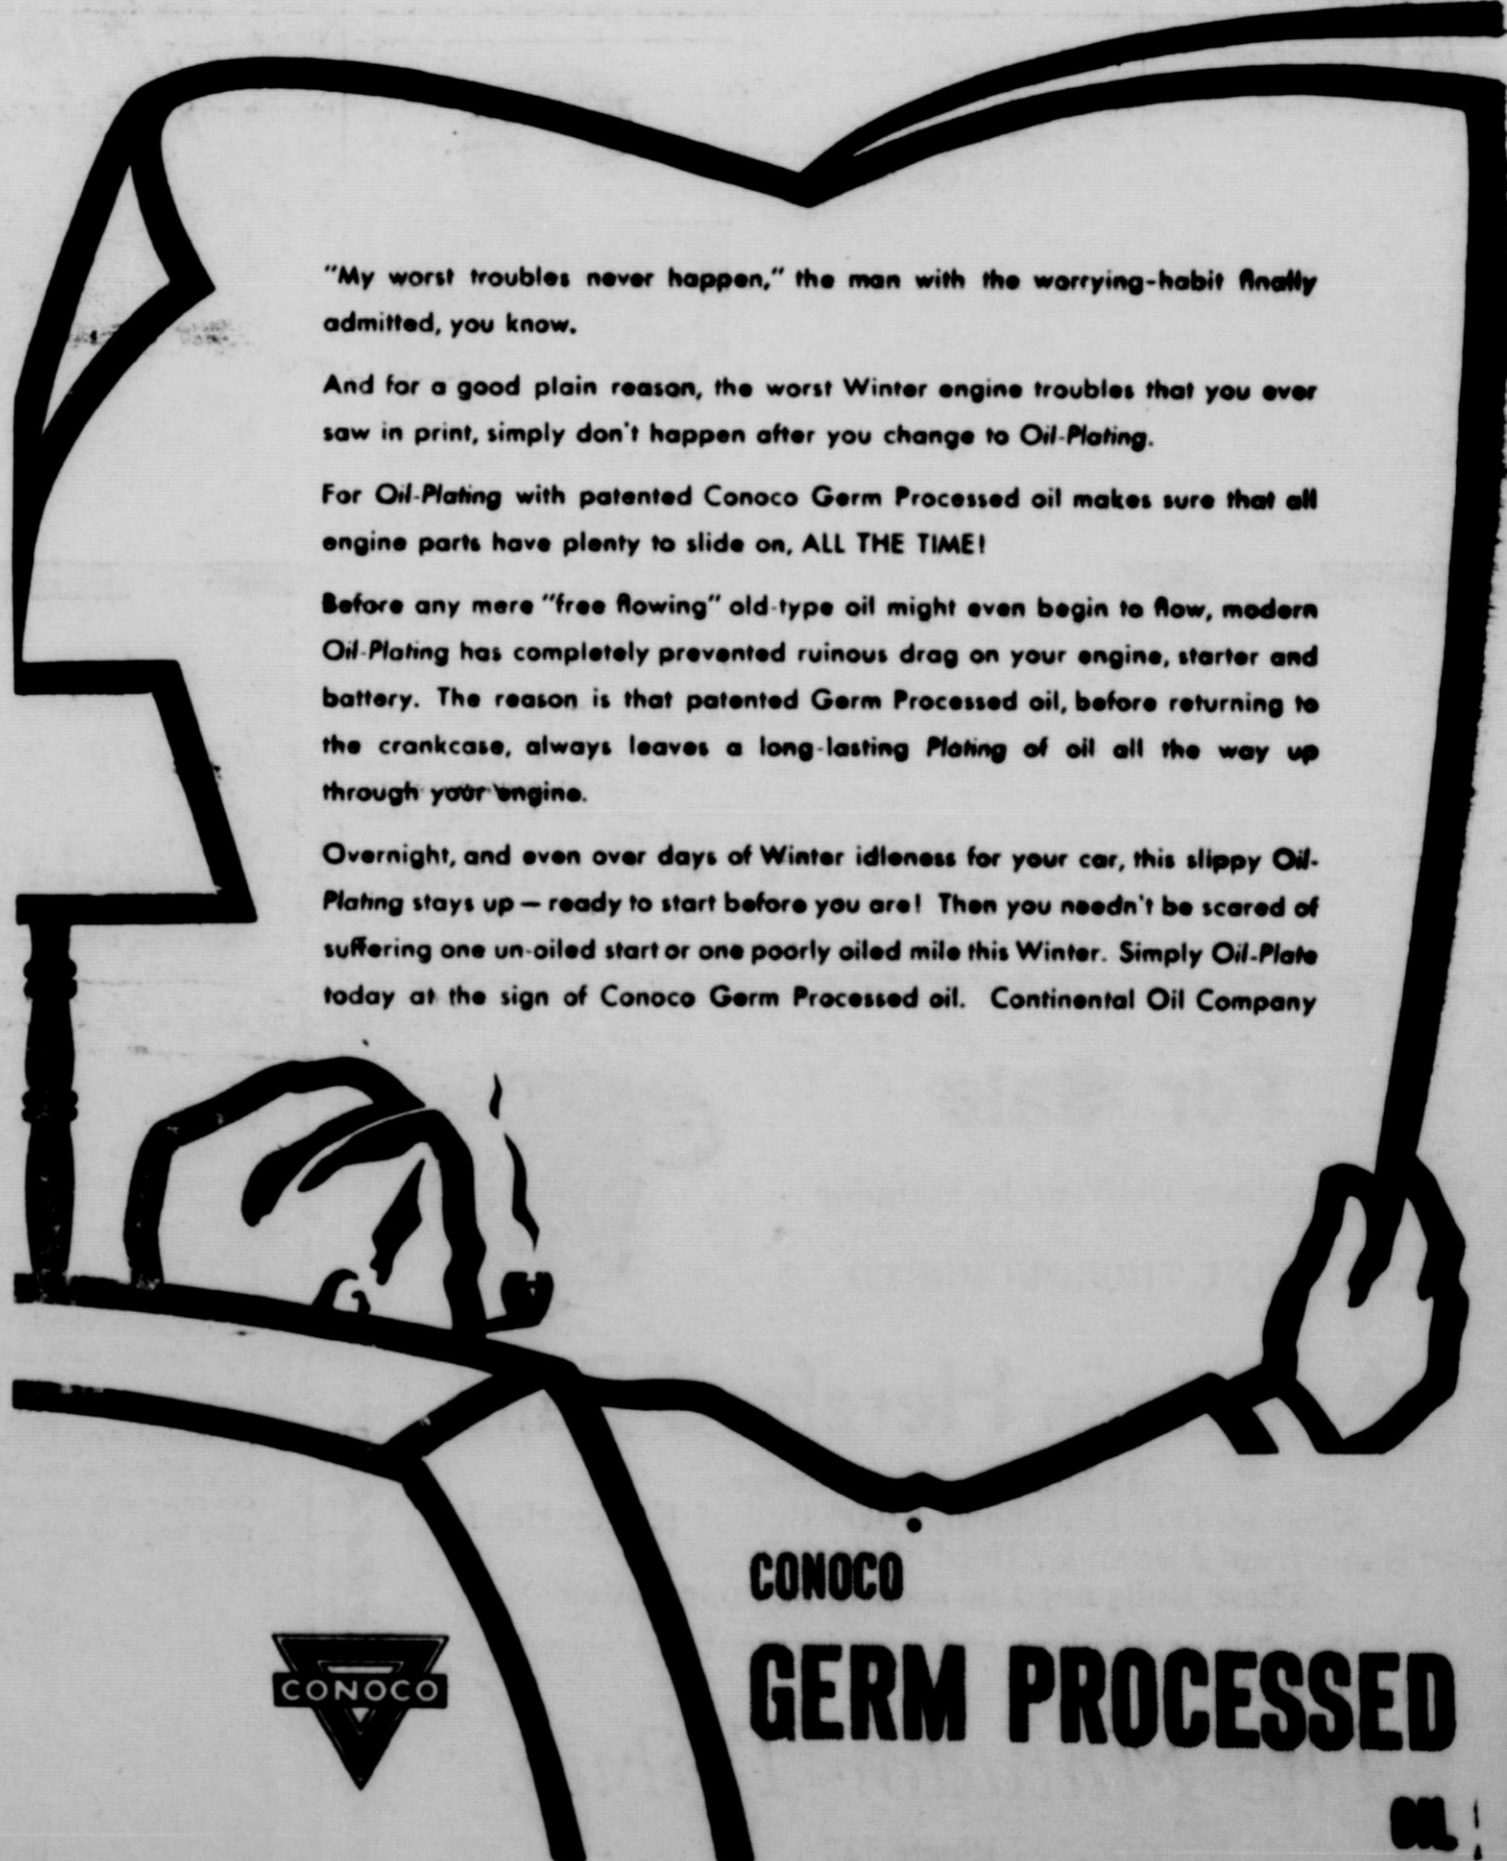 "My worst troubles never happen," the man with the worrying-habit finally
admitted, you know.
And for a good plain reason, the worst Winter engine troubles that you ever
saw in print, simply don't happen after you change to Oil-Plating.
For Oil-Plating with patented Conoco Germ Processed oil makes sure that all
engine parts have plenty to slide on, ALL THE TIME!
Before any mere "free flowing" old-type oil might even begin to flow, modern
Oil-Plating has completely prevented ruinous drag on your engine, starter and
battery. The reason is that patented Germ Processed oil, before returning to
the crankcase, always leaves a long-lasting Plating of oil all the way up
through your engine.
Overnight, and even over days of Winter idleness for your car, this slippy Oil-
Plating stays up — ready to start before you are! Then you needn't be scared of
suffering one un-oiled start or one poorly oiled mile this Winter. Simply Oil-Plate
today at the sign of Conoco Germ Processed oil. Continental Oil Company
CONOCO
GERM PROCESSED
OIL
CONOCO